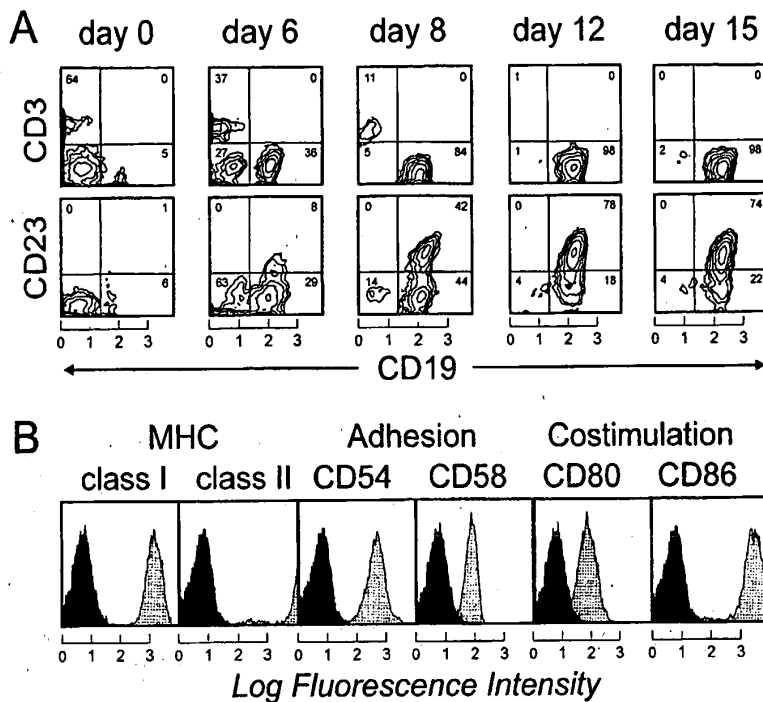 A
day 0 day 6 day 8 day 12 day 15
CD3
64 0 37 0 11 0 1 0 0 0
5 27 36 5 84 1 98 2 98
CD23
0 1 0 8 0 42 0 78 0 74
6 63 29 14 44 4 18 4 22
0 1 2 3 0 1 2 3 0 1 2 3 0 1 2 3 0 1 2 3
CD19
B
MHC Adhesion Costimulation
class I class II CD54 CD58 CD80 CD86
0 1 2 3 0 1 2 3 0 1 2 3 0 1 2 3 0 1 2 3 0 1 2 3
Log Fluorescence Intensity